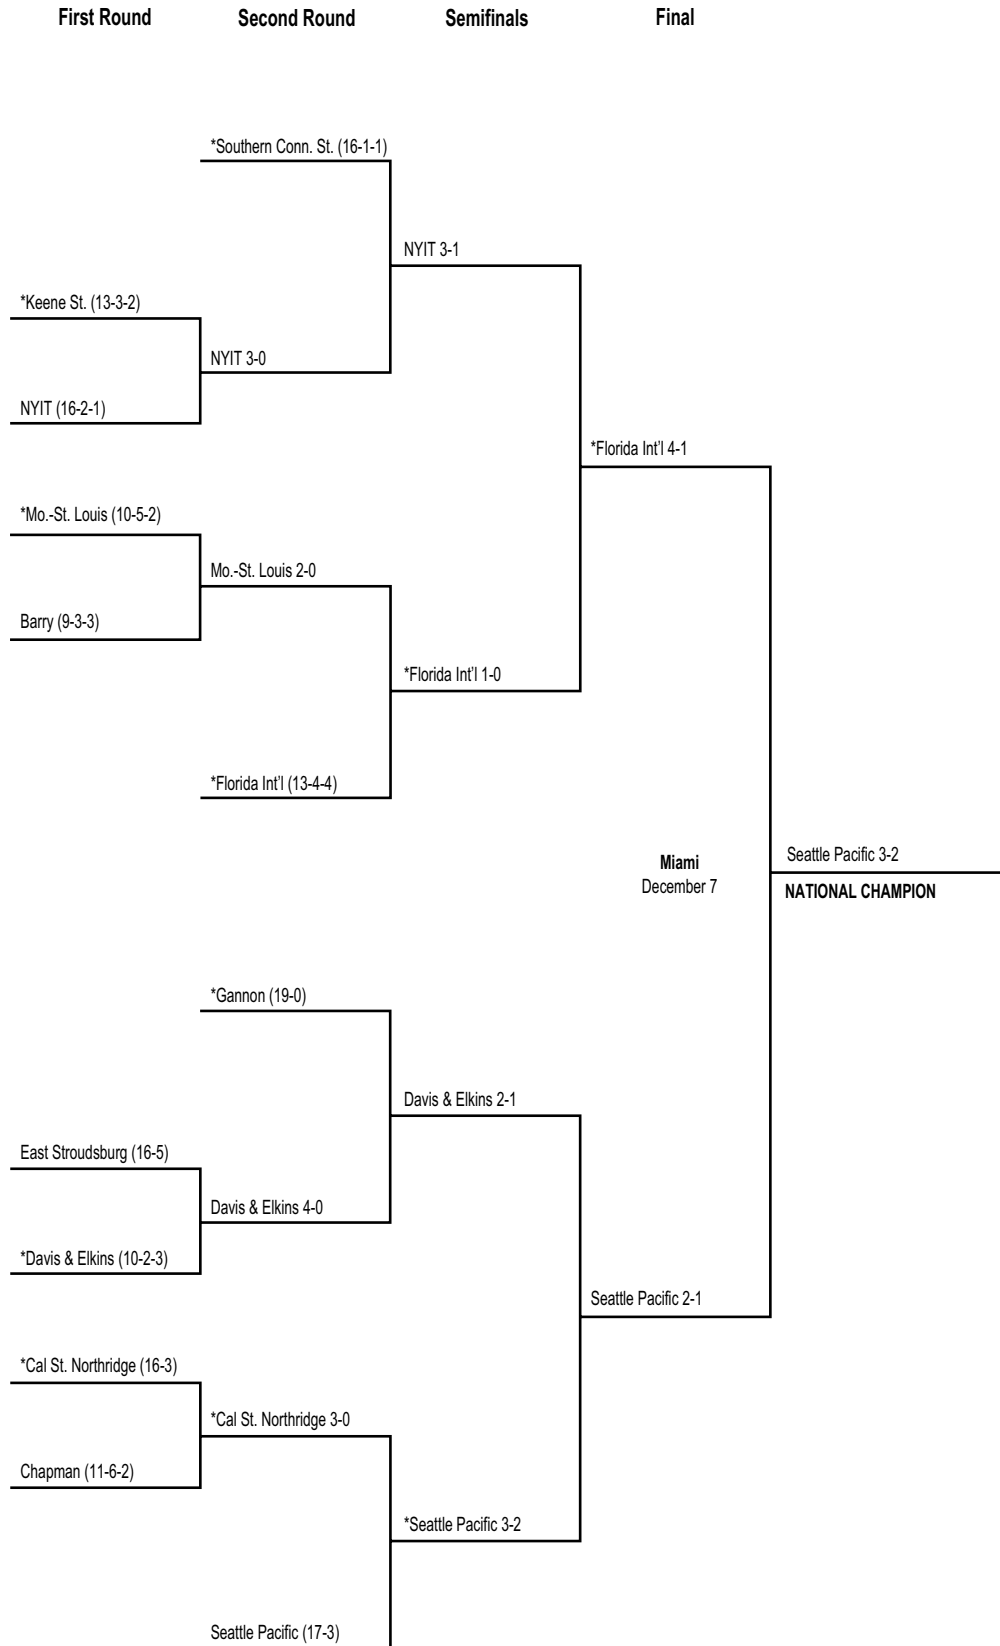 First Round Second Round Semifinals Final
*Southern Conn. St. (16-1-1)
NYIT 3-1
*Keene St. (13-3-2)
NYIT 3-0
NYIT (16-2-1)
*Florida Int'l 4-1
*Mo.-St. Louis (10-5-2)
Mo.-St. Louis 2-0
Barry (9-3-3)
*Florida Int'l 1-0
*Florida Int'l (13-4-4)
Miami
December 7
Seattle Pacific 3-2
NATIONAL CHAMPION
*Gannon (19-0)
Davis & Elkins 2-1
East Stroudsburg (16-5)
Davis & Elkins 4-0
*Davis & Elkins (10-2-3)
Seattle Pacific 2-1
*Cal St. Northridge (16-3)
*Cal St. Northridge 3-0
Chapman (11-6-2)
*Seattle Pacific 3-2
Seattle Pacific (17-3)